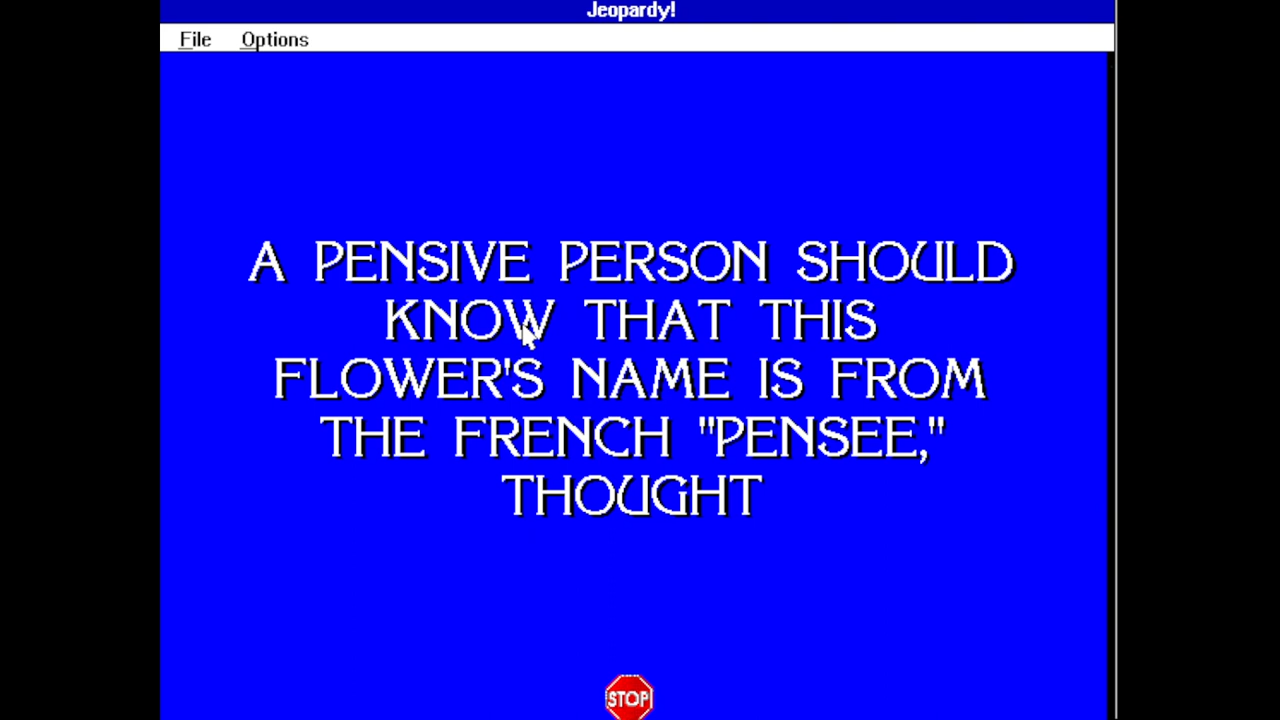 Jeopardy!
File Options
A PENSIVE PERSON SHOULD
KNOW THAT THIS
FLOWER'S NAME IS FROM
THE FRENCH "PENSEE,"
THOUGHT
STOP